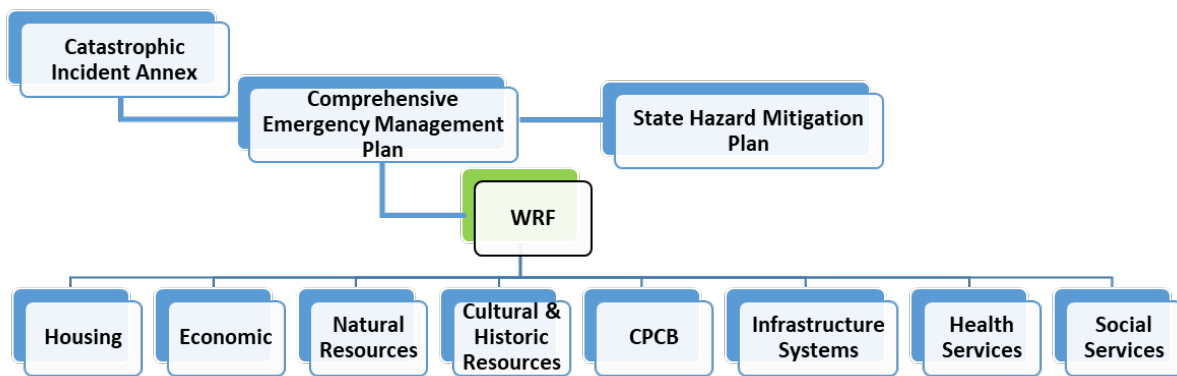 Catastrophic
Incident Annex
Comprehensive
Emergency Management
Plan
State Hazard Mitigation
Plan
WRF
Housing
Economic
Natural
Resources
Cultural &
Historic
Resources
CPCB
Infrastructure
Systems
Health
Services
Social
Services